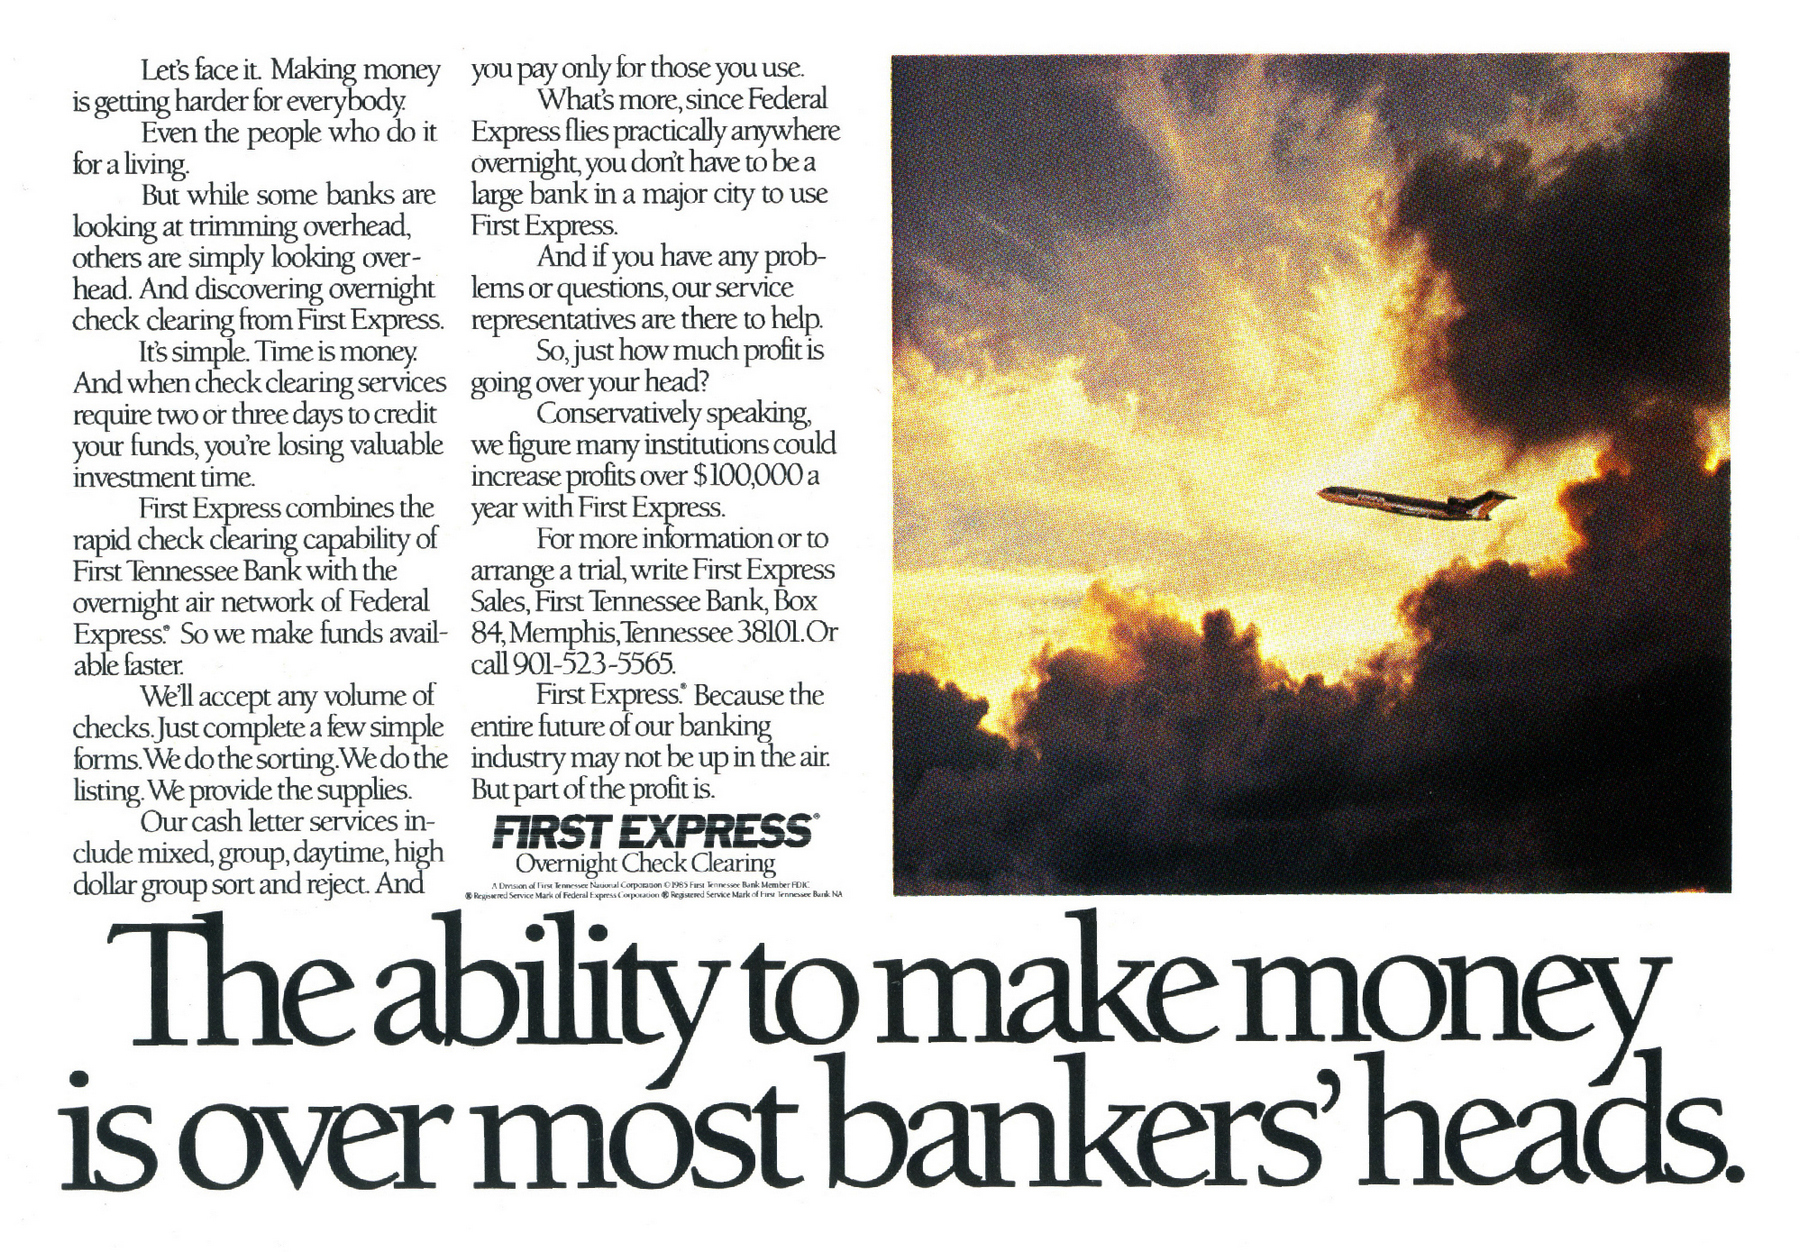 Let's face it. Making money
is getting harder for everybody.
Even the people who do it
for a living.
But while some banks are
looking at trimming overhead,
others are simply looking over-
head. And discovering overnight
check clearing from First Express.
It's simple. Time is money.
And when check clearing services
require two or three days to credit
your funds, you're losing valuable
investment time.
First Express combines the
rapid check clearing capability of
First Tennessee Bank with the
overnight air network of Federal
Express.® So we make funds avail-
able faster.
We'll accept any volume of
checks. Just complete a few simple
forms. We do the sorting. We do the
listing. We provide the supplies.
Our cash letter services in-
clude mixed, group, daytime, high
dollar group sort and reject. And
you pay only for those you use.
What's more, since Federal
Express flies practically anywhere
overnight, you don't have to be a
large bank in a major city to use
First Express.
And if you have any prob-
lems or questions, our service
representatives are there to help.
So, just how much profit is
going over your head?
Conservatively speaking,
we figure many institutions could
increase profits over $100,000 a
year with First Express.
For more information or to
arrange a trial, write First Express
Sales, First Tennessee Bank, Box
84, Memphis, Tennessee 38101. Or
call 901-523-5565.
First Express.® Because the
entire future of our banking
industry may not be up in the air.
But part of the profit is.
FIRST EXPRESS®
Overnight Check Clearing
A Division of First Tennessee National Corporation © 1985 First Tennessee Bank Member FDIC
® Registered Service Mark of Federal Express Corporation ® Registered Service Mark of First Tennessee Bank NA
The ability to make money
is over most bankers' heads.